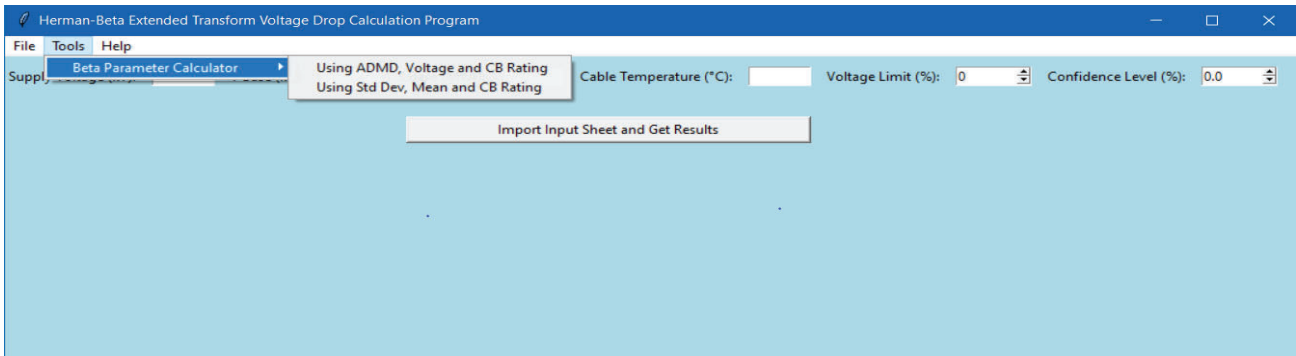 Herman-Beta Extended Transform Voltage Drop Calculation Program
File Tools Help
Beta Parameter Calculator
Using ADMD, Voltage and CB Rating
Using Std Dev, Mean and CB Rating
Cable Temperature (°C): Voltage Limit (%): 0 Confidence Level (%): 0.0
Import Input Sheet and Get Results